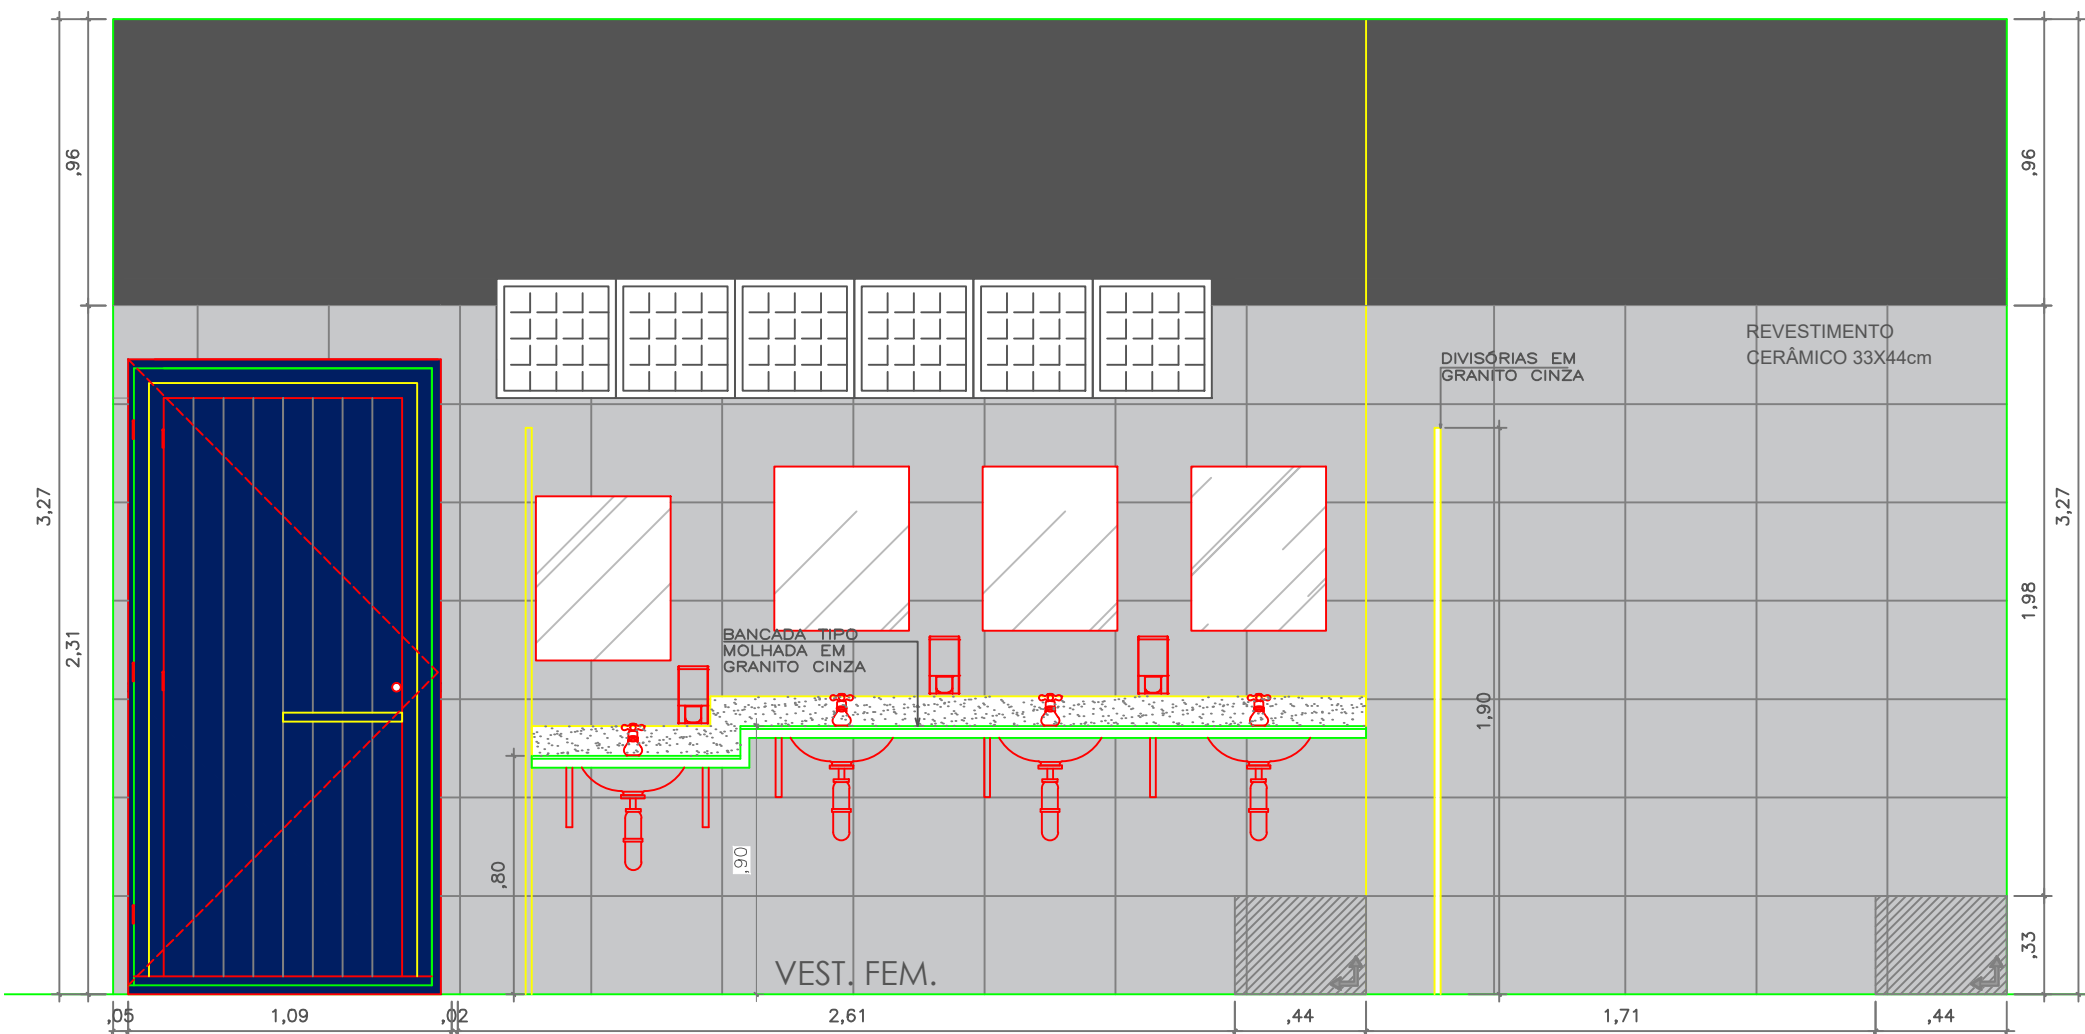 ,96
,96
REVESTIMENTO
CERÂMICO 33X44cm
DIVISÓRIAS EM
GRANITO CINZA
3,27
3,27
2,31
1,98
BANCADA TIPO
MOLHADA EM
GRANITO CINZA
1,90
,80
,90
,33
VEST. FEM.
,05
1,09
,02
2,61
,44
1,71
,44